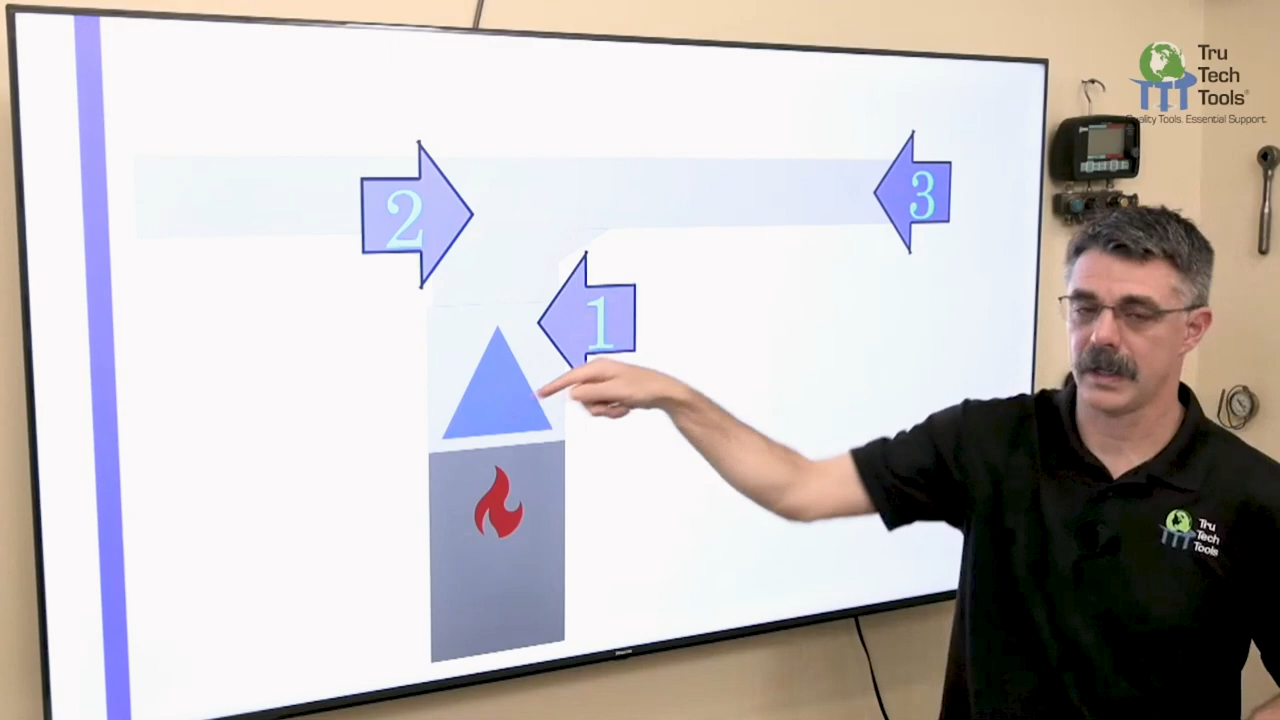 Tru
Tech
Tools®
Quality Tools. Essential Support.
2
3
1
Tru
Tech
Tools